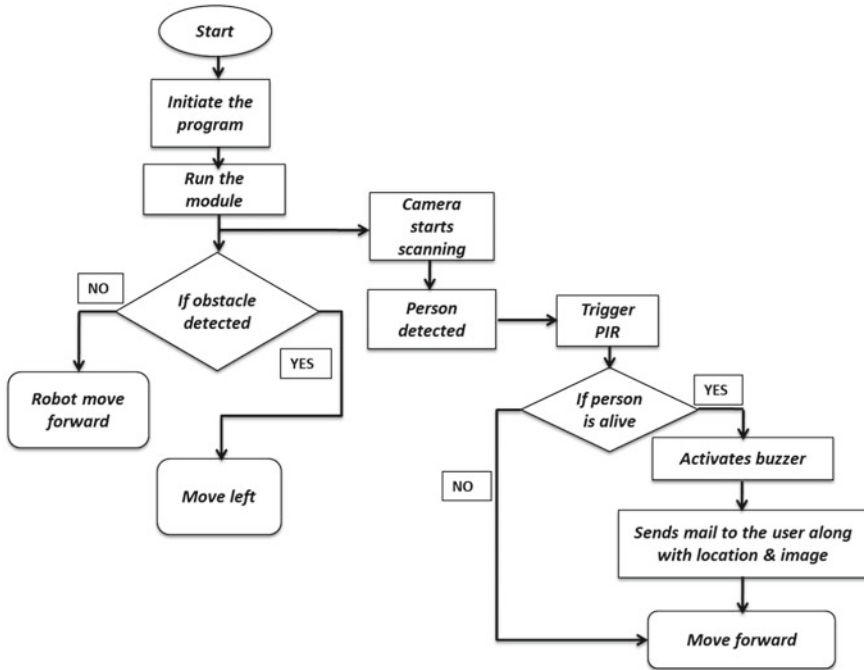 Start
Initiate the
program
Run the
module
Camera
starts
scanning
NO
If obstacle
detected
Person
detected
Trigger
PIR
YES
Robot move
forward
If person
is alive
YES
Activates buzzer
Move left
NO
Sends mail to the user along
with location & image
Move forward